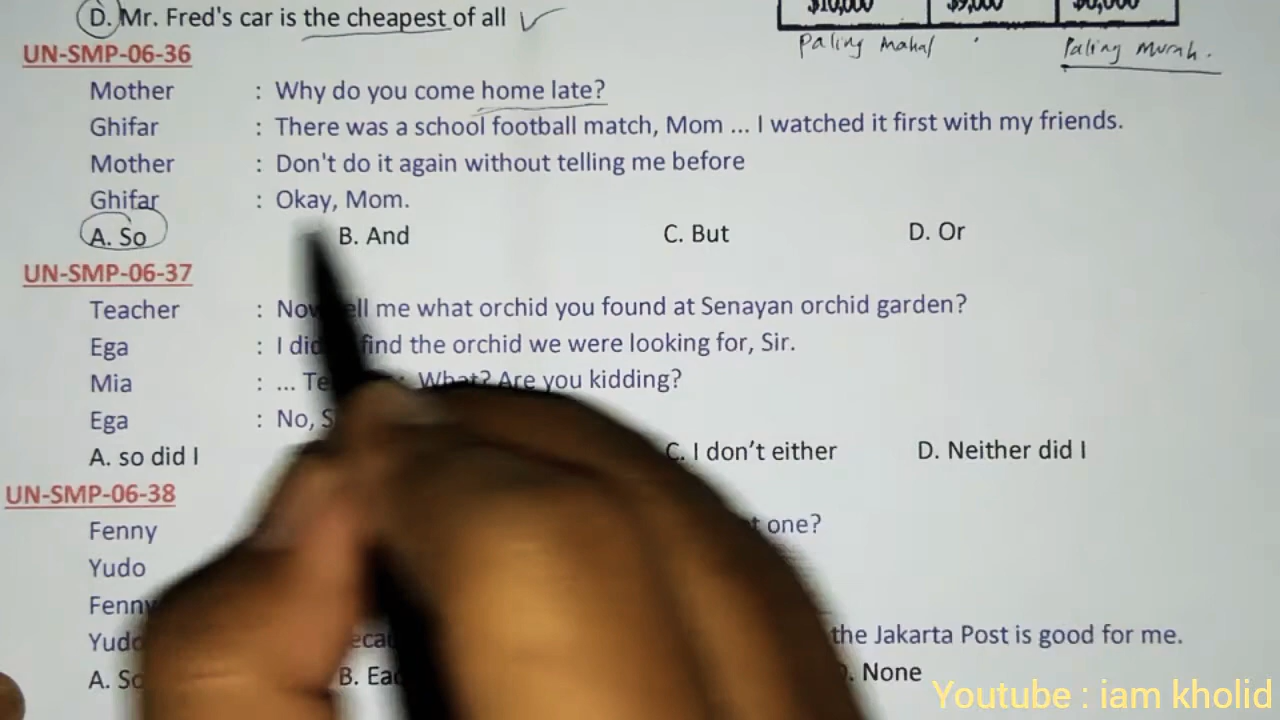 D. Mr. Fred's car is the cheapest of all
$10,000 $9,000
Paling mahal Paling murah.
UN-SMP-06-36
Mother : Why do you come home late?
Ghifar : There was a school football match, Mom ... I watched it first with my friends.
Mother : Don't do it again without telling me before
Ghifar : Okay, Mom.
A. So B. And C. But D. Or
UN-SMP-06-37
Teacher : Now tell me what orchid you found at Senayan orchid garden?
Ega : I find the orchid we were looking for, Sir.
Mia : ... What? Are you kidding?
Ega : No,
A. so did I C. I don't either D. Neither did I
UN-SMP-06-38
Fenny one?
Yudo
Fenny
Yudo the Jakarta Post is good for me.
A. B. D. None
Youtube : iam kholid